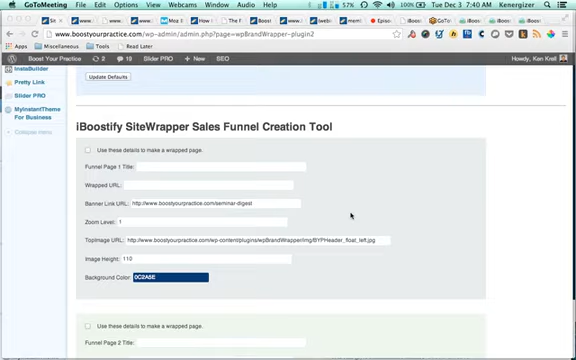 GoToMeeting File Edit Options View Help 57% 100% Tue Dec 3 7:40 AM Kenergizer
www.boostyourpractice.com/wp-admin/admin.php?page=wpBrandWrapper-plugin2
Apps Miscellaneous Tools Read Later
Boost Your Practice 2 19 Slider PRO + New SEO Howdy, Ken Krell
InstaBuilder
Pretty Link
Slider PRO
MyInstantTheme
For Business
Collapse menu
Update Defaults
iBoostify SiteWrapper Sales Funnel Creation Tool
Use these details to make a wrapped page.
Funnel Page 1 Title:
Wrapped URL:
Banner Link URL: http://www.boostyourpractice.com/seminar-digest
Zoom Level: 1
TopImage URL: http://www.boostyourpractice.com/wp-content/plugins/wpBrandWrapper/img/BYPHeader_float_left.jpg
Image Height: 110
Background Color: 0C2A5E
Use these details to make a wrapped page.
Funnel Page 2 Title: